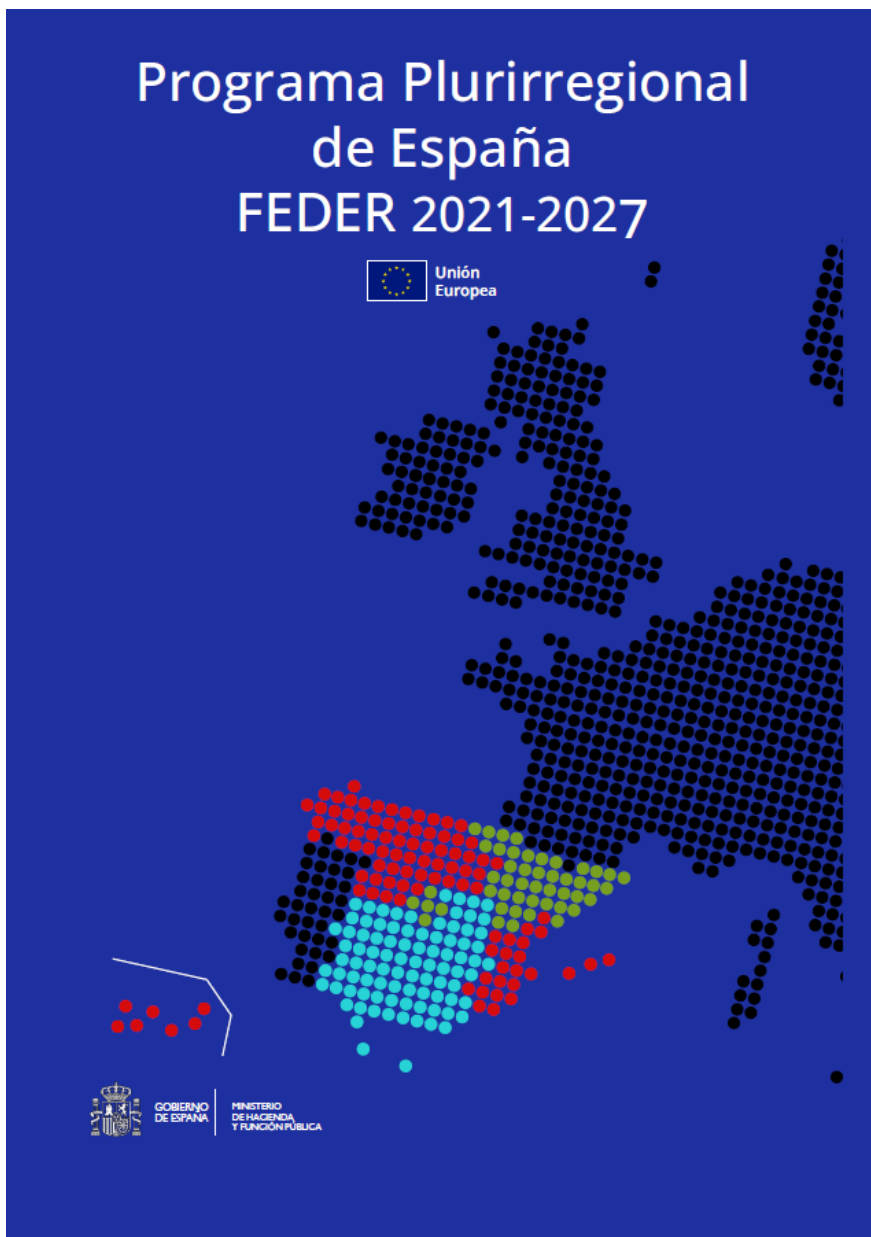 Programa Plurirregional
de España
FEDER 2021-2027
Unión
Europea
GOBIERNO
DE ESPAÑA
MINISTERIO
DE HACIENDA
Y FUNCIÓN PÚBLICA